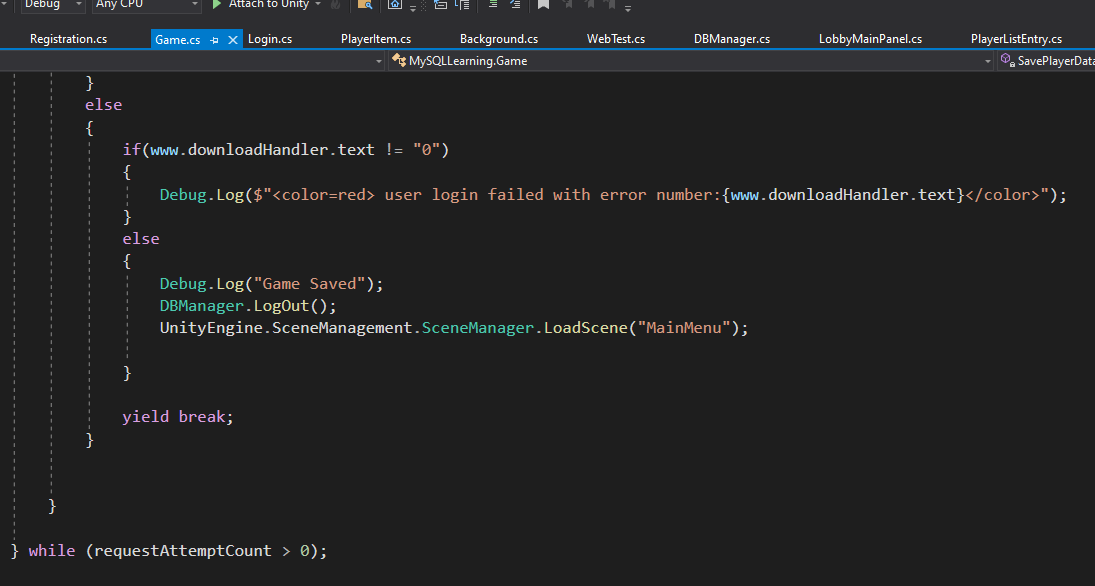 Debug Any CPU Attach to Unity
Registration.cs Game.cs Login.cs PlayerItem.cs Background.cs WebTest.cs DBManager.cs LobbyMainPanel.cs PlayerListEntry.cs
MySQLLearning.Game SavePlayerData
}
else
{
if(www.downloadHandler.text != "0")
{
Debug.Log($"<color=red> user login failed with error number:{www.downloadHandler.text}</color>");
}
else
{
Debug.Log("Game Saved");
DBManager.LogOut();
UnityEngine.SceneManagement.SceneManager.LoadScene("MainMenu");
}
yield break;
}
}
} while (requestAttemptCount > 0);